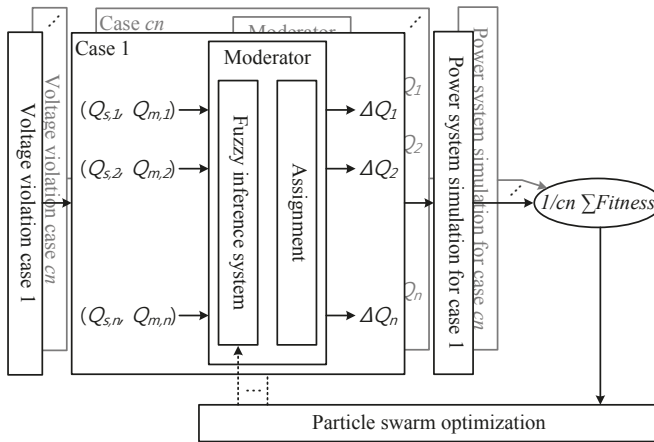 Case cn
Case 1
Moderator
Moderator
Voltage violation case 1
Voltage violation case cn
(Qs,1, Qm,1)
(Qs,2, Qm,2)
(Qs,n, Qm,n)
Fuzzy inference system
Assignment
ΔQ1
ΔQ2
ΔQn
Q1
Q2
Qn
Power system simulation for case 1
Power system simulation for case cn
1/cn ∑Fitness
Particle swarm optimization